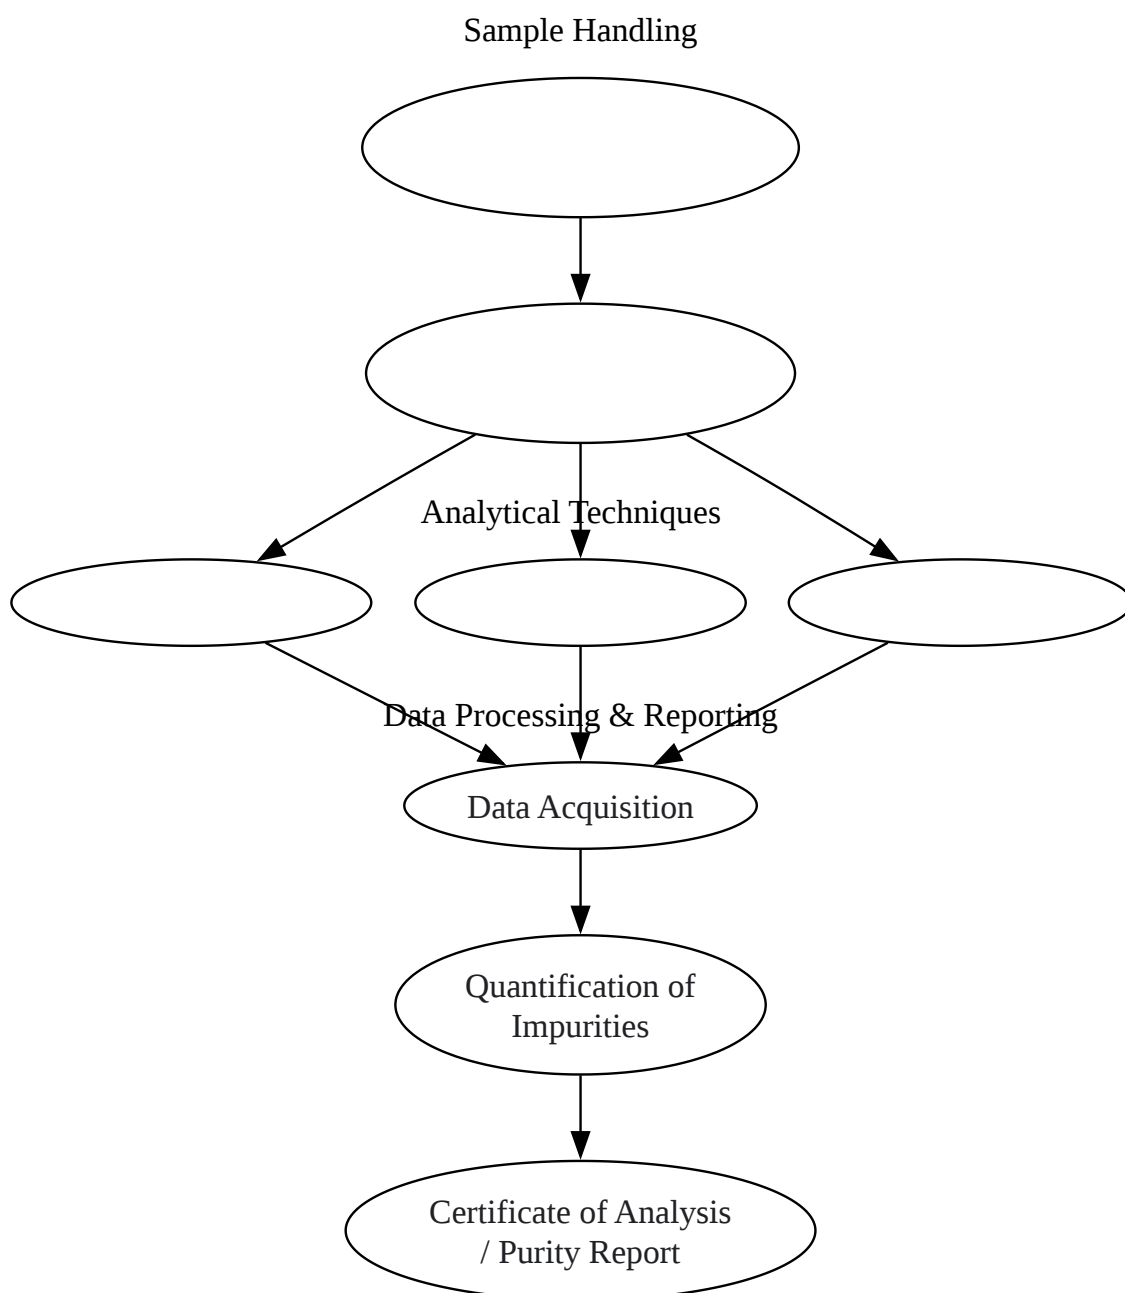 Sample Handling
Analytical Techniques
Data Processing & Reporting
Data Acquisition
Quantification of
Impurities
Certificate of Analysis
/ Purity Report